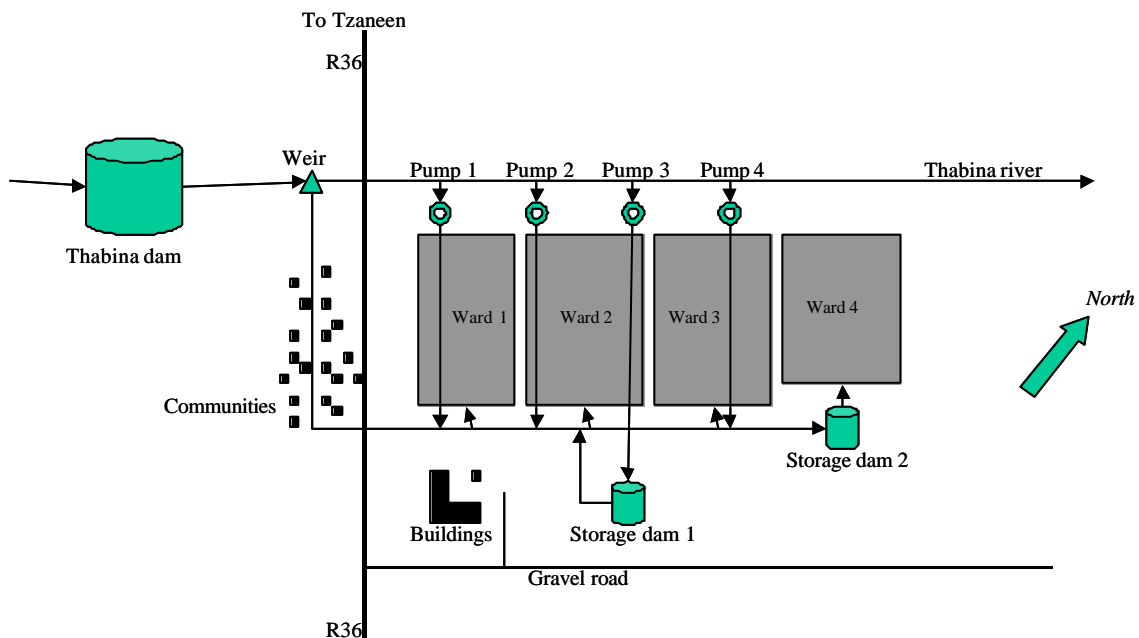 To Tzaneen
R36
Weir
Pump 1
Pump 2
Pump 3
Pump 4
Thabina river
Thabina dam
North
Ward 1
Ward 2
Ward 3
Ward 4
Communities
Storage dam 2
Buildings
Storage dam 1
Gravel road
R36